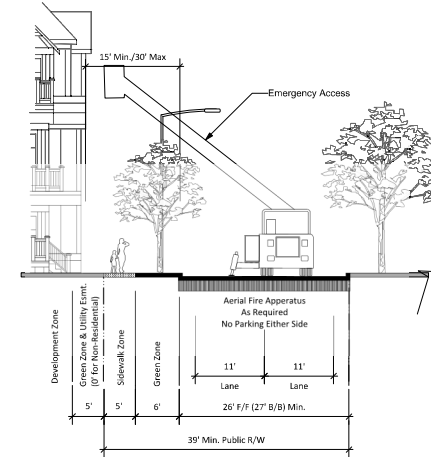 15' Min./30' Max
Emergency Access
Aerial Fire Apparatus
As Required
No Parking Either Side
Development Zone
Green Zone & Utility Esmt.
(0' for Non-Residential)
Sidewalk Zone
Green Zone
11'
11'
Lane
Lane
5'
5'
6'
26' F/F (27' B/B) Min.
39' Min. Public R/W